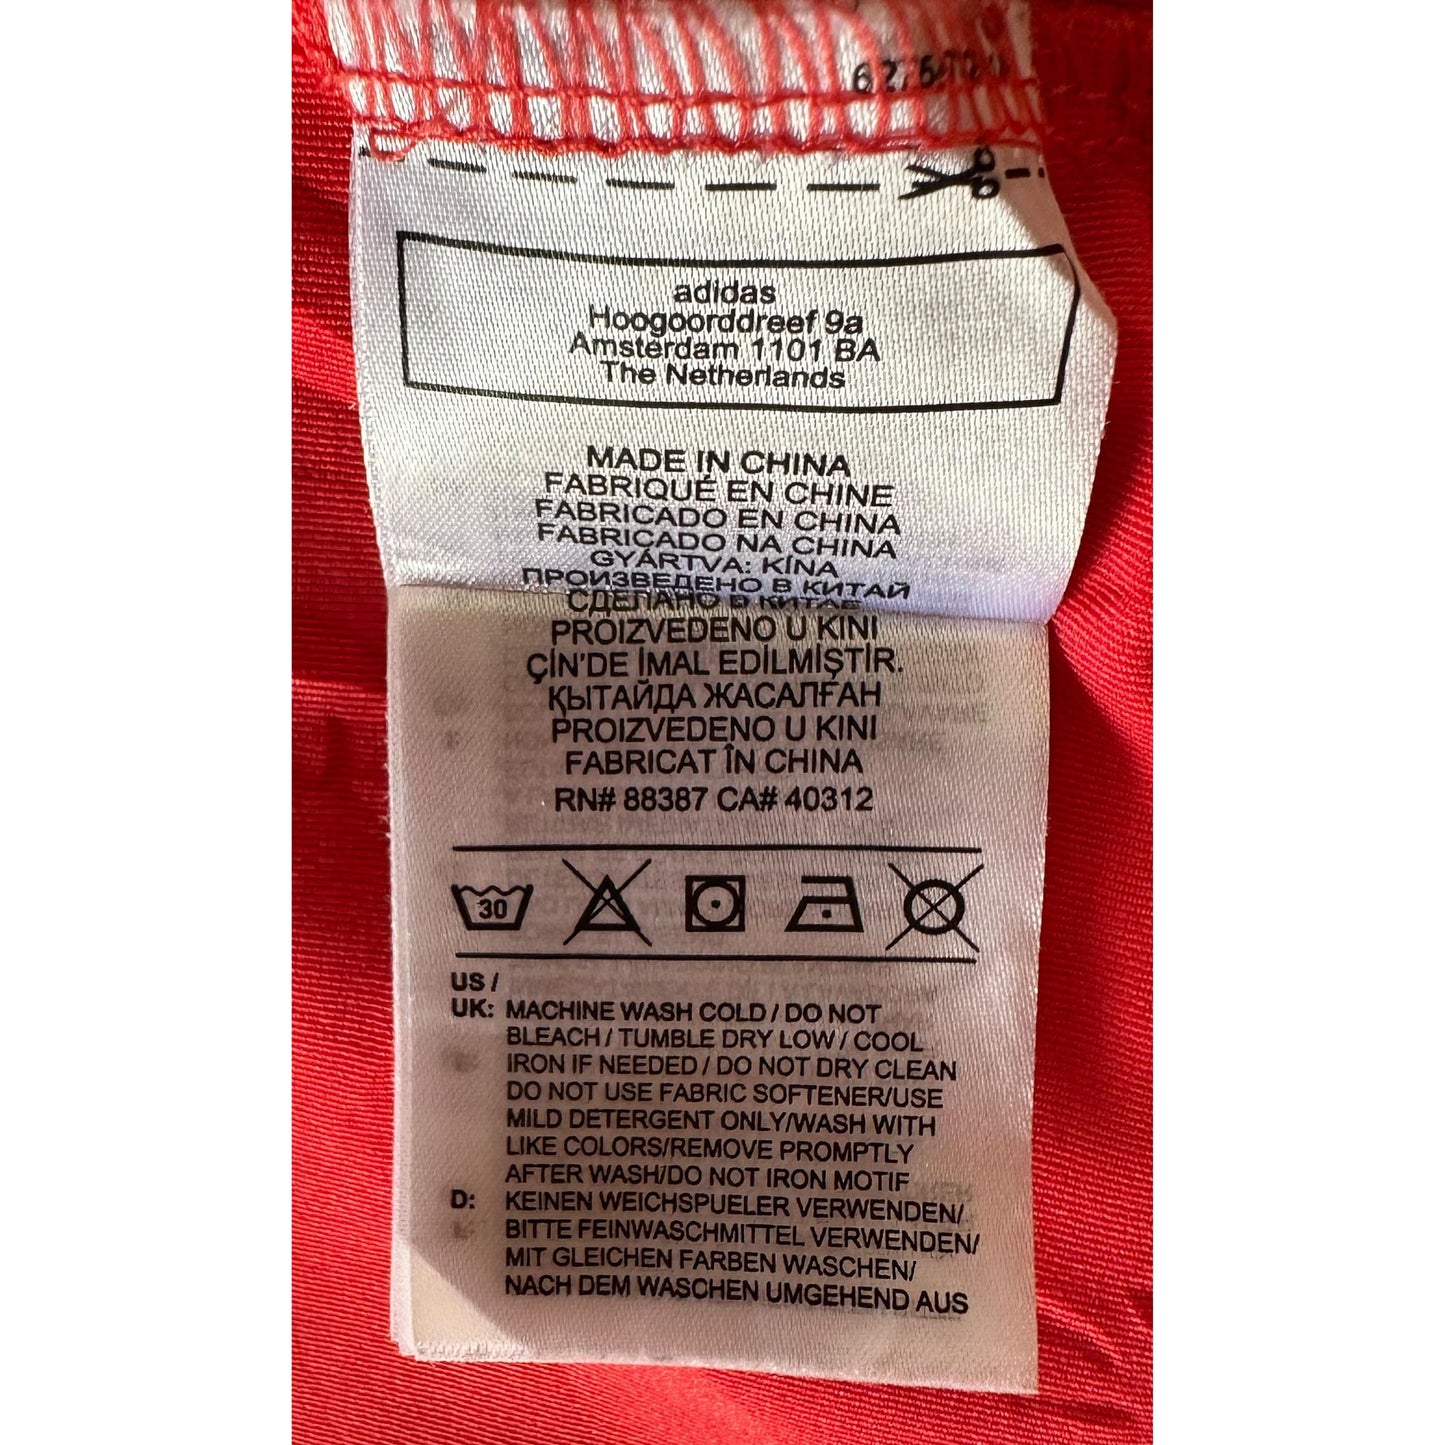 adidas
Hoogoorddreef 9a
Amsterdam 1101 BA
The Netherlands
MADE IN CHINA
FABRIQUÉ EN CHINE
FABRICADO EN CHINA
FABRICADO NA CHINA
GYÁRTVA: KÍNA
ПРОИЗВЕДЕНО В КИТАЙ
СДЕЛАНО В КИТАЕ
PROIZVEDENO U KINI
ÇİN'DE İMAL EDİLMİŞTİR.
ҚЫТАЙДА ЖАСАЛҒАН
PROIZVEDENO U KINI
FABRICAT ÎN CHINA
RN# 88387 CA# 40312
30
US /
UK: MACHINE WASH COLD / DO NOT
BLEACH / TUMBLE DRY LOW / COOL
IRON IF NEEDED / DO NOT DRY CLEAN
DO NOT USE FABRIC SOFTENER/USE
MILD DETERGENT ONLY/WASH WITH
LIKE COLORS/REMOVE PROMPTLY
AFTER WASH/DO NOT IRON MOTIF
D: KEINEN WEICHSPUELER VERWENDEN/
BITTE FEINWASCHMITTEL VERWENDEN/
MIT GLEICHEN FARBEN WASCHEN/
NACH DEM WASCHEN UMGEHEND AUS